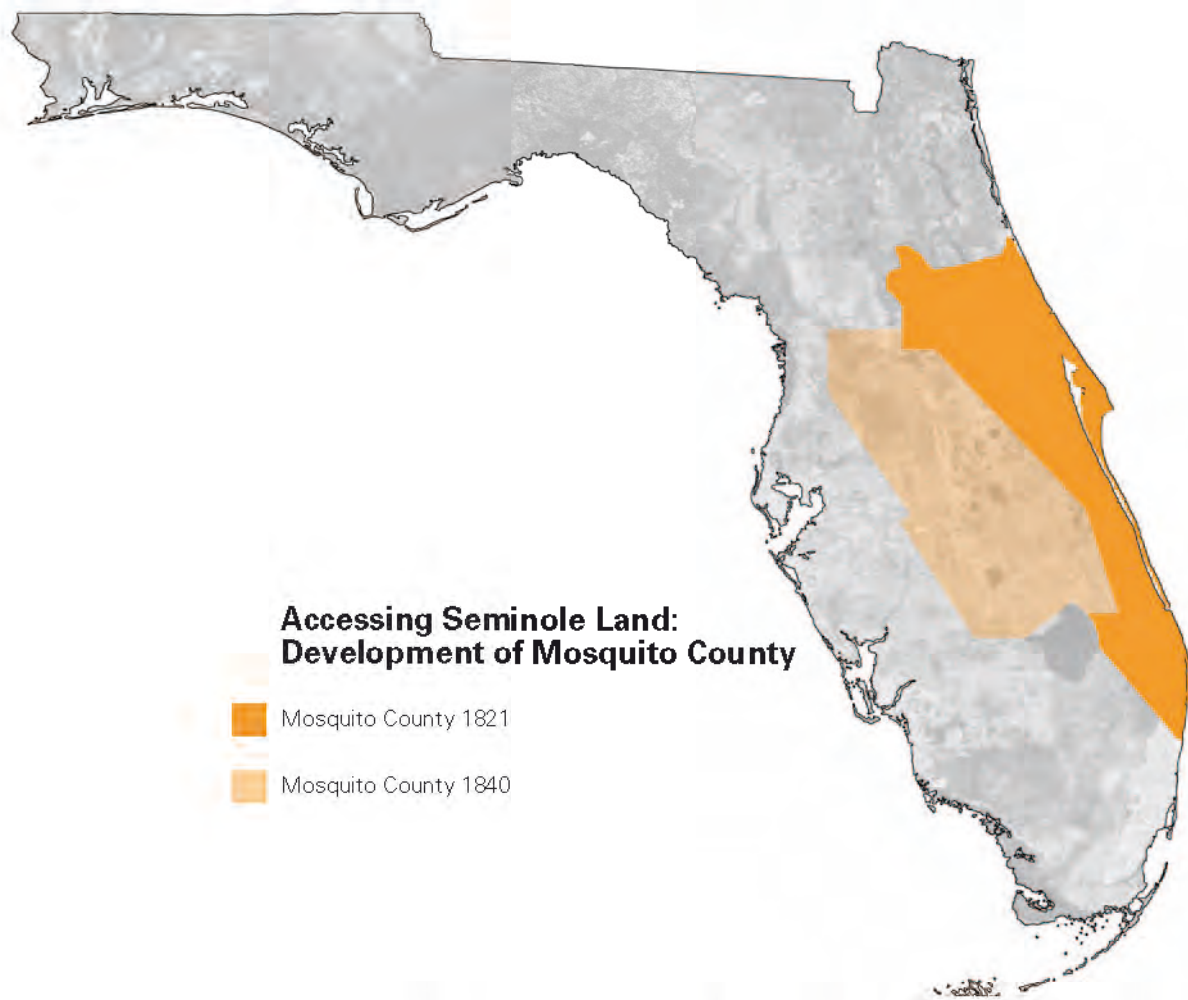 Accessing Seminole Land:
Development of Mosquito County
Mosquito County 1821
Mosquito County 1840